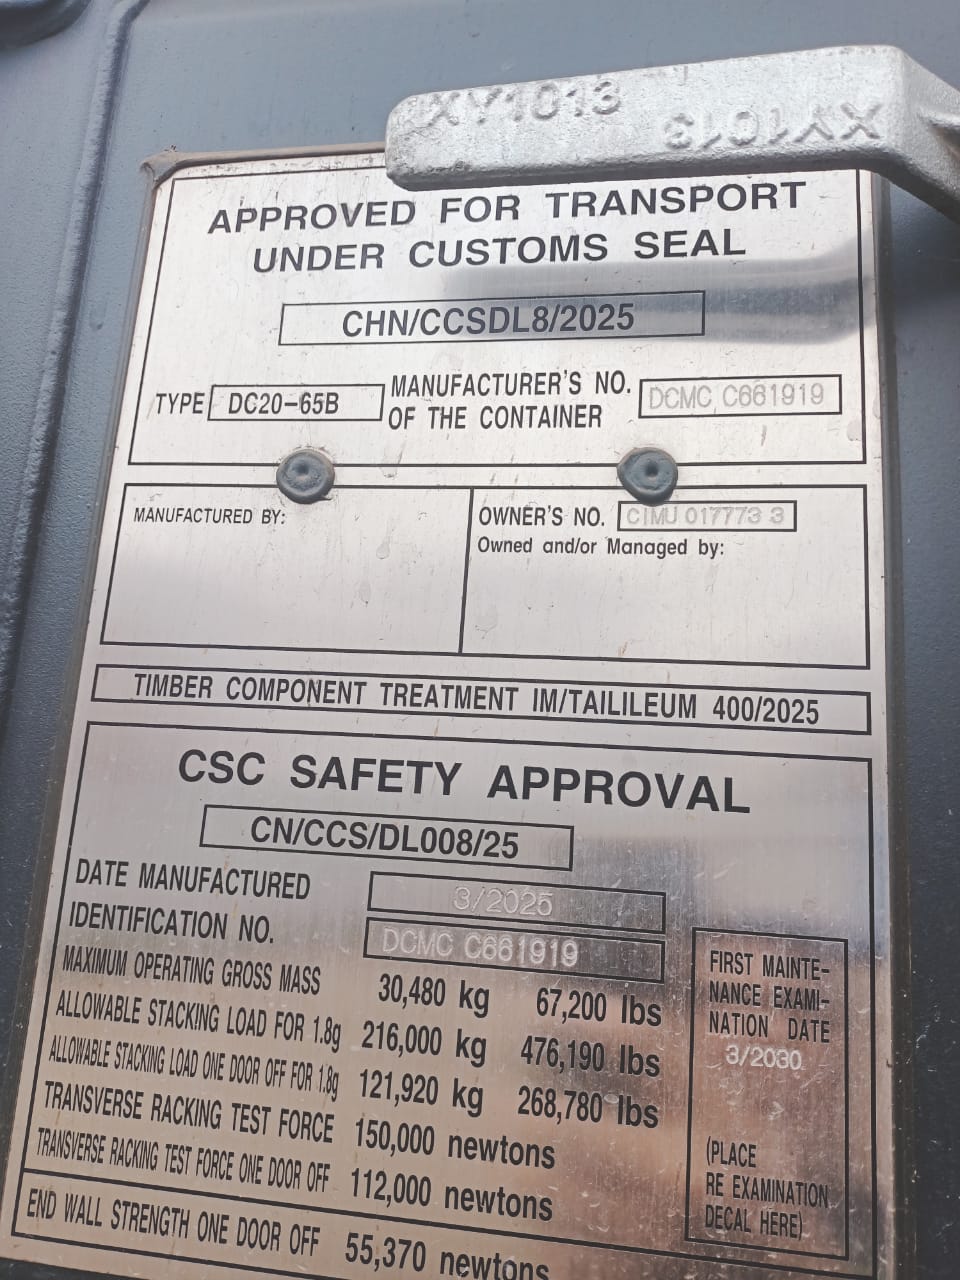 XY1013
XY1013
APPROVED FOR TRANSPORT
UNDER CUSTOMS SEAL
CHN/CCSDL8/2025
TYPE DC20-65B
MANUFACTURER'S NO.
OF THE CONTAINER
DCMC C661919
MANUFACTURED BY:
OWNER'S NO. CIMU 017773 3
Owned and/or Managed by:
TIMBER COMPONENT TREATMENT IM/TAILILEUM 400/2025
CSC SAFETY APPROVAL
CN/CCS/DL008/25
DATE MANUFACTURED 3/2025
IDENTIFICATION NO. DCMC C661919
MAXIMUM OPERATING GROSS MASS 30,480 kg 67,200 lbs
ALLOWABLE STACKING LOAD FOR 1.8g 216,000 kg 476,190 lbs
ALLOWABLE STACKING LOAD ONE DOOR OFF FOR 1.8g 121,920 kg 268,780 lbs
TRANSVERSE RACKING TEST FORCE 150,000 newtons
TRANSVERSE RACKING TEST FORCE ONE DOOR OFF 112,000 newtons
END WALL STRENGTH ONE DOOR OFF 55,370 newtons
FIRST MAINTE-
NANCE EXAMI-
NATION DATE
3/2030
(PLACE
RE EXAMINATION
DECAL HERE)